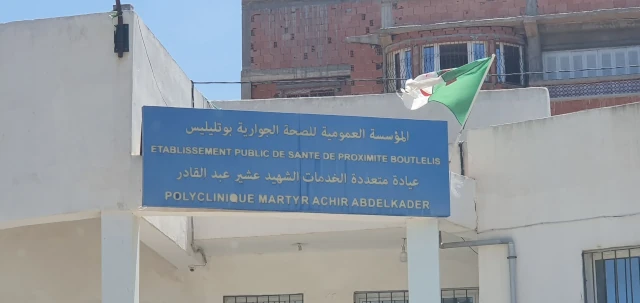 المؤسسة العمومية للصحة الجوارية بوتليليس
ETABLISSEMENT PUBLIC DE SANTE DE PROXIMITE BOUTLELIS
عيادة متعددة الخدمات الشهيد عشير عبد القادر
POLYCLINIQUE MARTYR ACHIR ABDELKADER